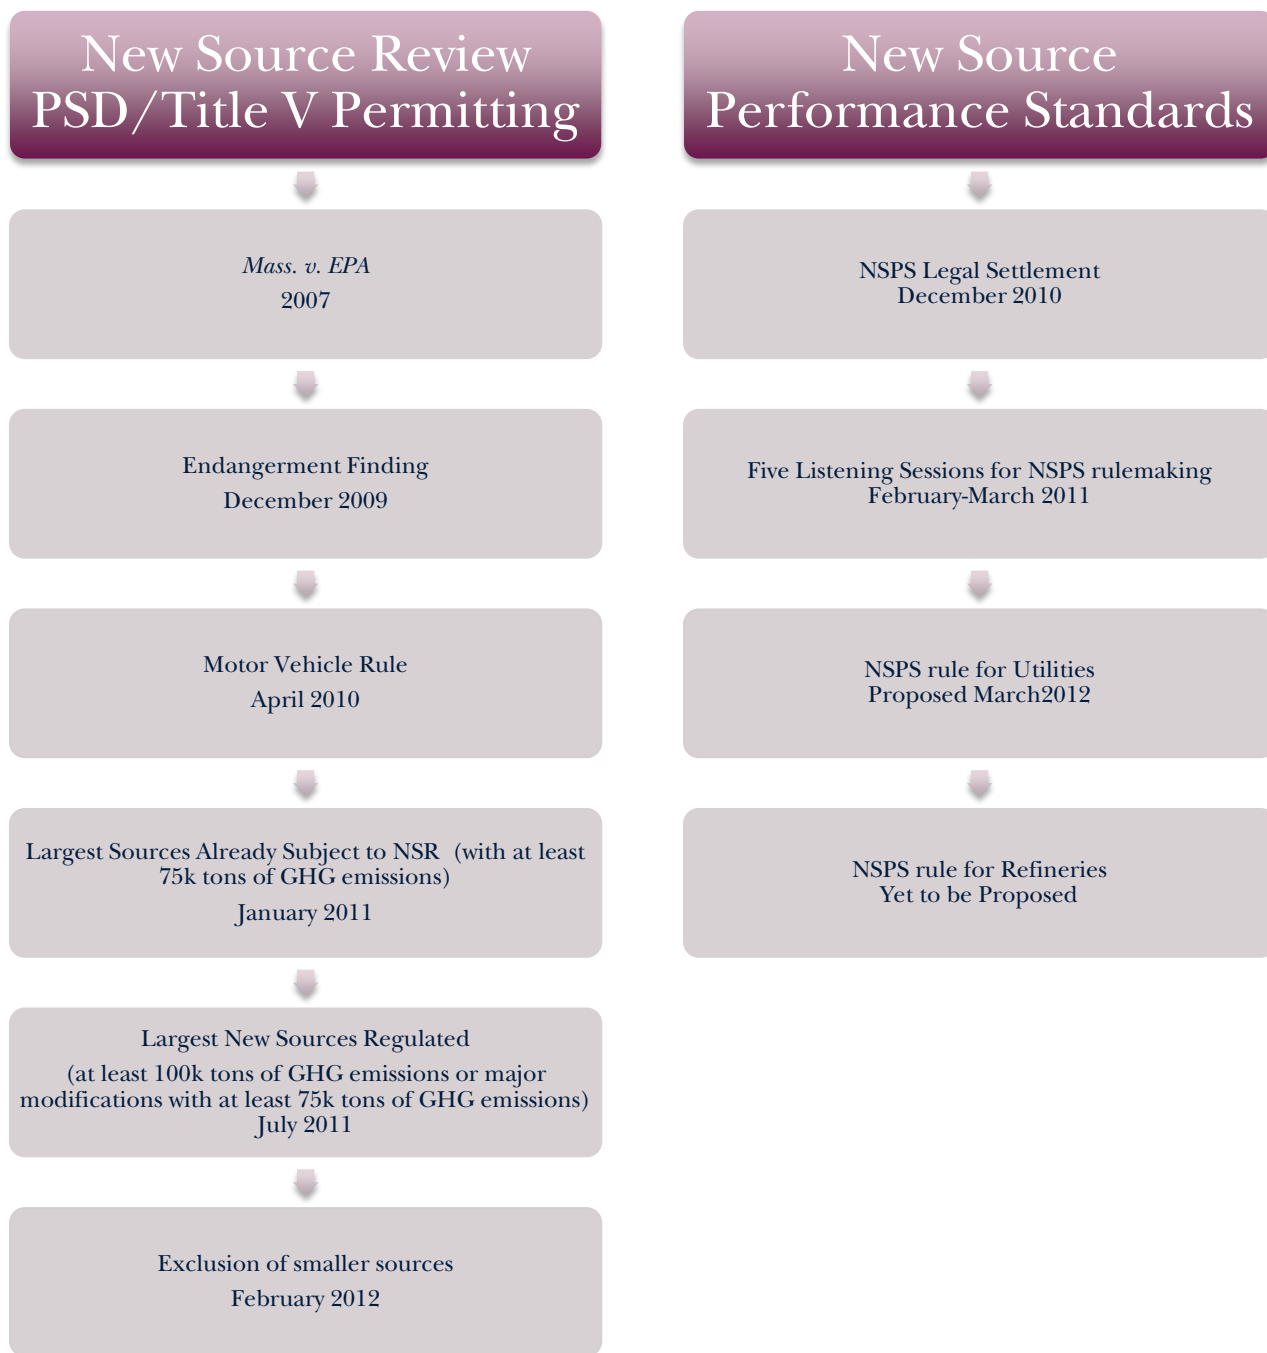 New Source Review
PSD/Title V Permitting
Mass. v. EPA
2007
Endangerment Finding
December 2009
Motor Vehicle Rule
April 2010
Largest Sources Already Subject to NSR (with at least
75k tons of GHG emissions)
January 2011
Largest New Sources Regulated
(at least 100k tons of GHG emissions or major
modifications with at least 75k tons of GHG emissions)
July 2011
Exclusion of smaller sources
February 2012
New Source
Performance Standards
NSPS Legal Settlement
December 2010
Five Listening Sessions for NSPS rulemaking
February-March 2011
NSPS rule for Utilities
Proposed March2012
NSPS rule for Refineries
Yet to be Proposed